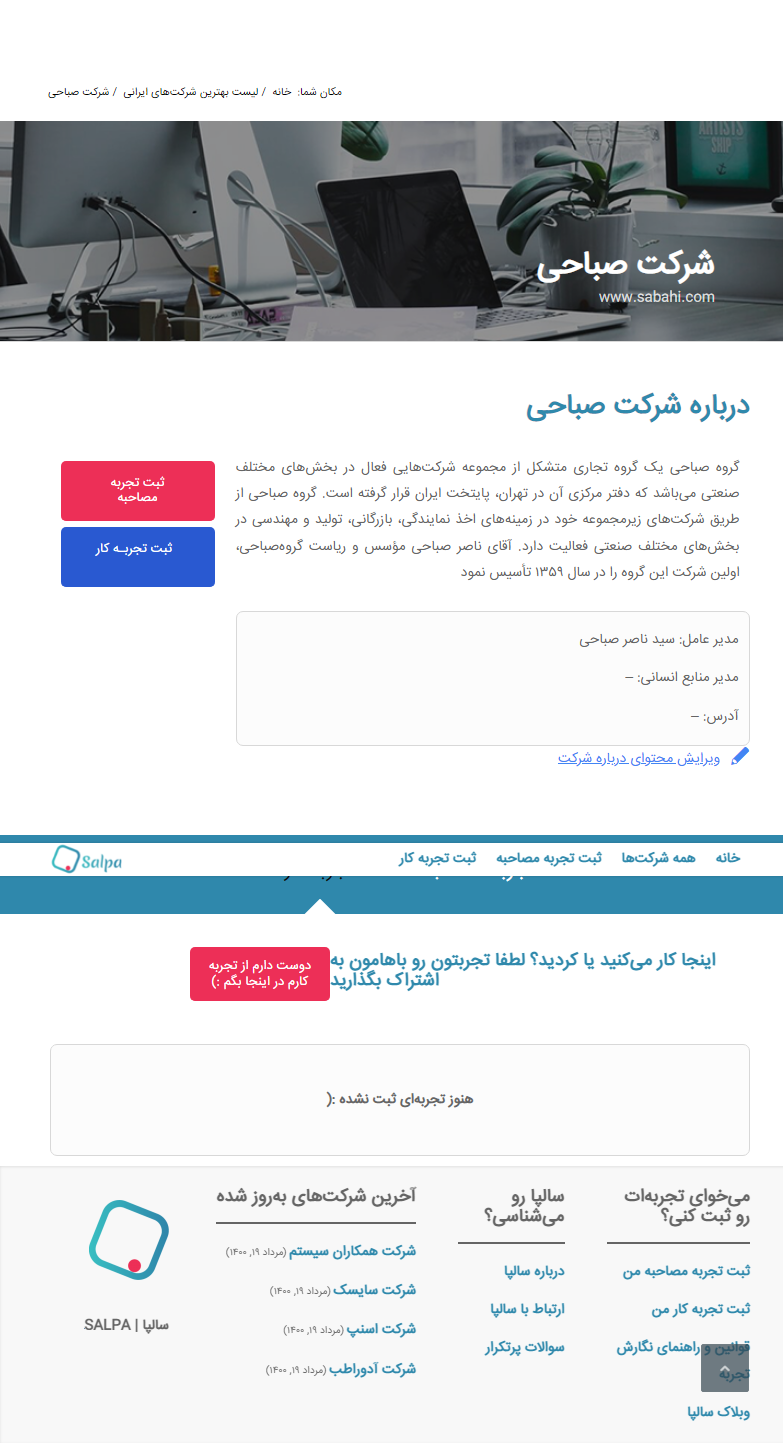 مکان شما: خانه / لیست بهترین شرکت‌های ایرانی / شرکت صباحی
ARTISTS
SHIP
شرکت صباحی
www.sabahi.com
درباره شرکت صباحی
گروه صباحی یک گروه تجاری متشکل از مجموعه شرکت‌هایی فعال در بخش‌های مختلف
صنعتی می‌باشد که دفتر مرکزی آن در تهران، پایتخت ایران قرار گرفته است. گروه صباحی از
طریق شرکت‌های زیرمجموعه خود در زمینه‌های اخذ نمایندگی، بازرگانی، تولید و مهندسی در
بخش‌های مختلف صنعتی فعالیت دارد. آقای ناصر صباحی مؤسس و ریاست گروه‌صباحی،
اولین شرکت این گروه را در سال ۱۳۵۹ تأسیس نمود
ثبت تجربه
مصاحبه
ثبت تجربـه کار
مدیر عامل: سید ناصر صباحی
مدیر منابع انسانی: –
آدرس: –
ویرایش محتوای درباره شرکت
خانه
همه شرکت‌ها
ثبت تجربه مصاحبه
ثبت تجربه کار
Salpa
اینجا کار می‌کنید یا کردید؟ لطفا تجربتون رو باهامون به
اشتراک بگذارید
دوست دارم از تجربه
کارم در اینجا بگم :)
هنوز تجربه‌ای ثبت نشده :(
می‌خوای تجربه‌ات
رو ثبت کنی؟
ثبت تجربه مصاحبه من
ثبت تجربه کار من
قوانین و راهنمای نگارش
تجربه
وبلاگ سالپا
سالپا رو
می‌شناسی؟
درباره سالپا
ارتباط با سالپا
سوالات پرتکرار
آخرین شرکت‌های به‌روز شده
شرکت همکاران سیستم (مرداد ۱۹, ۱۴۰۰)
شرکت سایسک (مرداد ۱۹, ۱۴۰۰)
شرکت اسنپ (مرداد ۱۹, ۱۴۰۰)
شرکت آدوراطب (مرداد ۱۹, ۱۴۰۰)
سالپا | SALPA